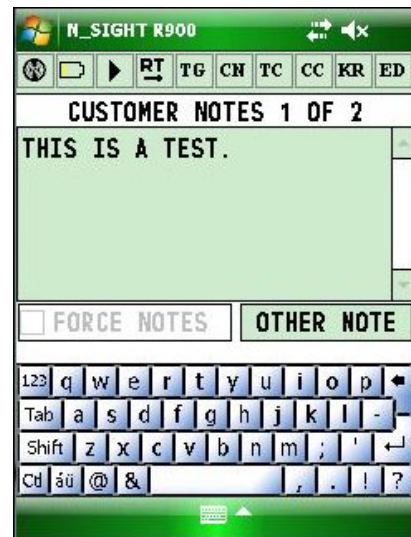 N_SIGHT R900
RT TG CN TC CC KR ED
CUSTOMER NOTES 1 OF 2
THIS IS A TEST.
FORCE NOTES OTHER NOTE
123 q w e r t y u i o p
Tab a s d f g h j k l -
Shift z x c v b n m ; '
Ctl áü @ & , . ! ?